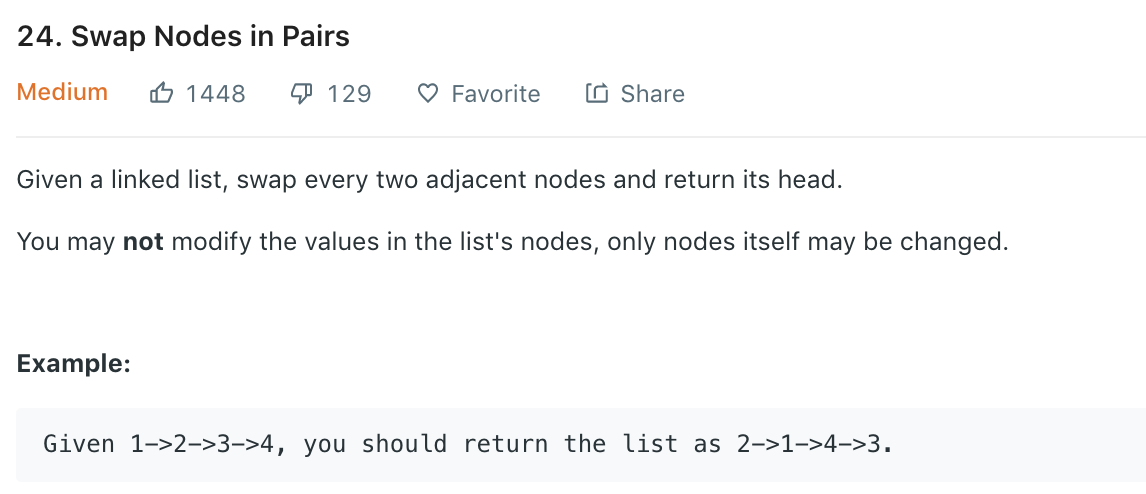 24. Swap Nodes in Pairs
Medium 1448 129 Favorite Share
Given a linked list, swap every two adjacent nodes and return its head.
You may not modify the values in the list's nodes, only nodes itself may be changed.
Example:
Given 1->2->3->4, you should return the list as 2->1->4->3.